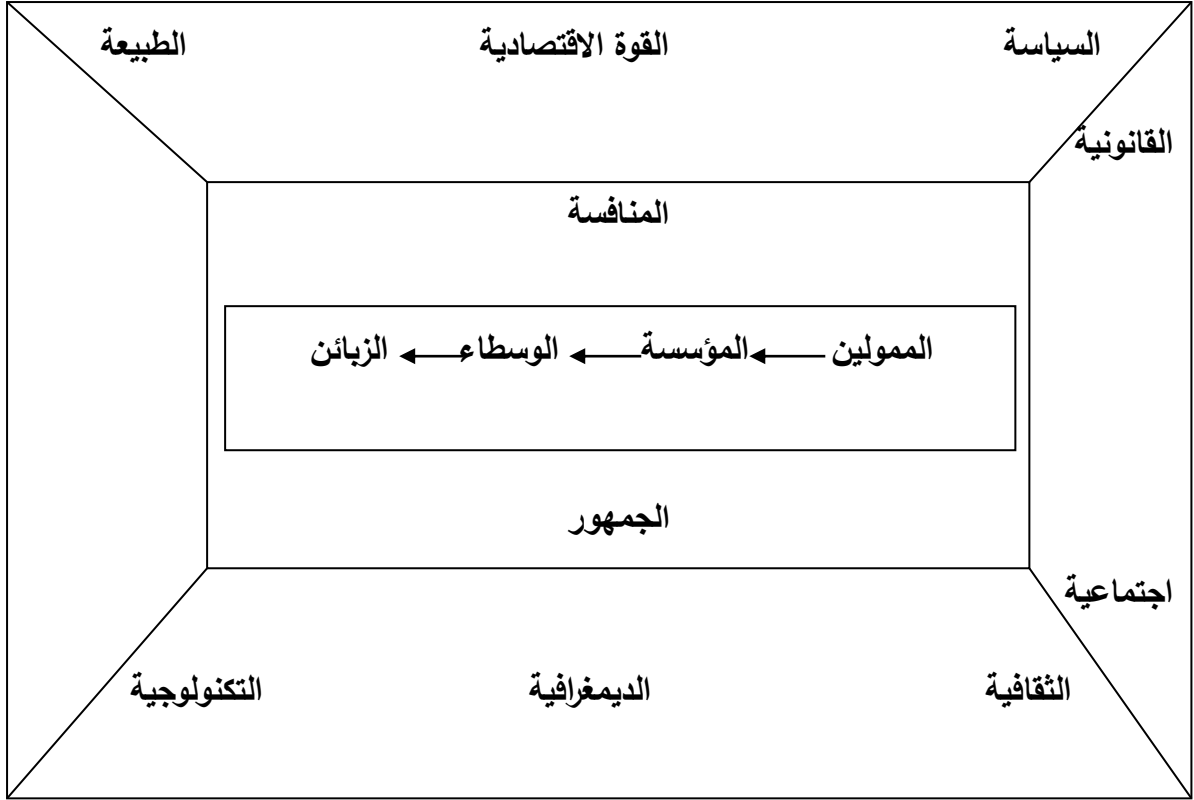 السياسة القوة الاقتصادية الطبيعة
القانونية
المنافسة
الممولين المؤسسة الوسطاء الزبائن
الجمهور
اجتماعية
الثقافية الديمغرافية التكنولوجية